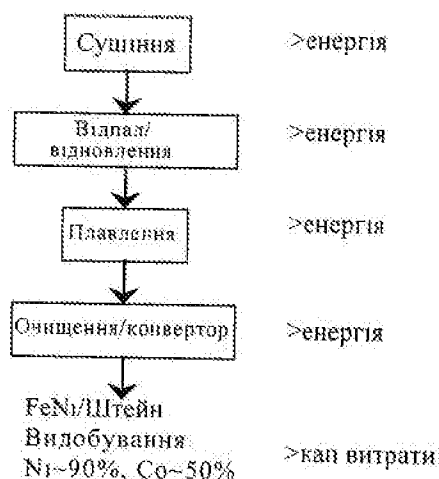 Сушіння
>енергія
Відпал/
відновлення
>енергія
Плавлення
>енергія
Очищення/конвертор
>енергія
FeNi/Штейн
Видобування
Ni~90%, Co~50%
>кап витрати